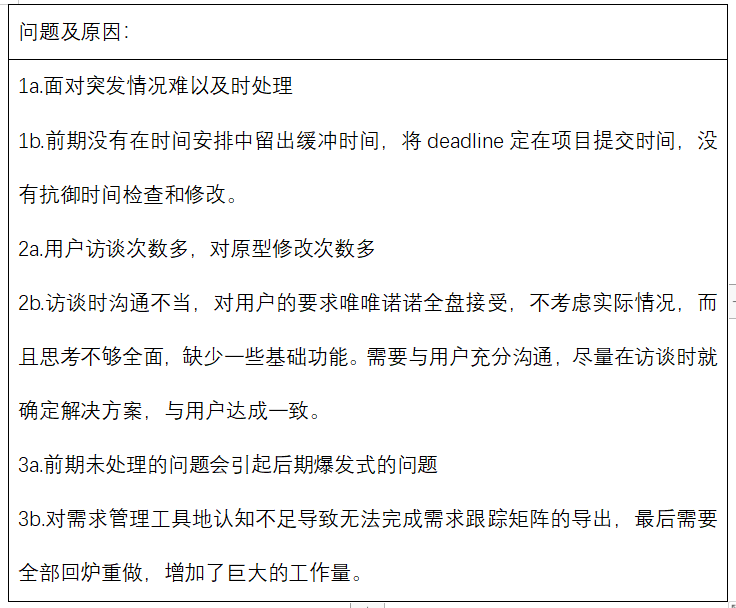 问题及原因：
1a.面对突发情况难以及时处理
1b.前期没有在时间安排中留出缓冲时间，将 deadline 定在项目提交时间，没
有抗御时间检查和修改。
2a.用户访谈次数多，对原型修改次数多
2b.访谈时沟通不当，对用户的要求唯唯诺诺全盘接受，不考虑实际情况，而
且思考不够全面，缺少一些基础功能。需要与用户充分沟通，尽量在访谈时就
确定解决方案，与用户达成一致。
3a.前期未处理的问题会引起后期爆发式的问题
3b.对需求管理工具地认知不足导致无法完成需求跟踪矩阵的导出，最后需要
全部回炉重做，增加了巨大的工作量。